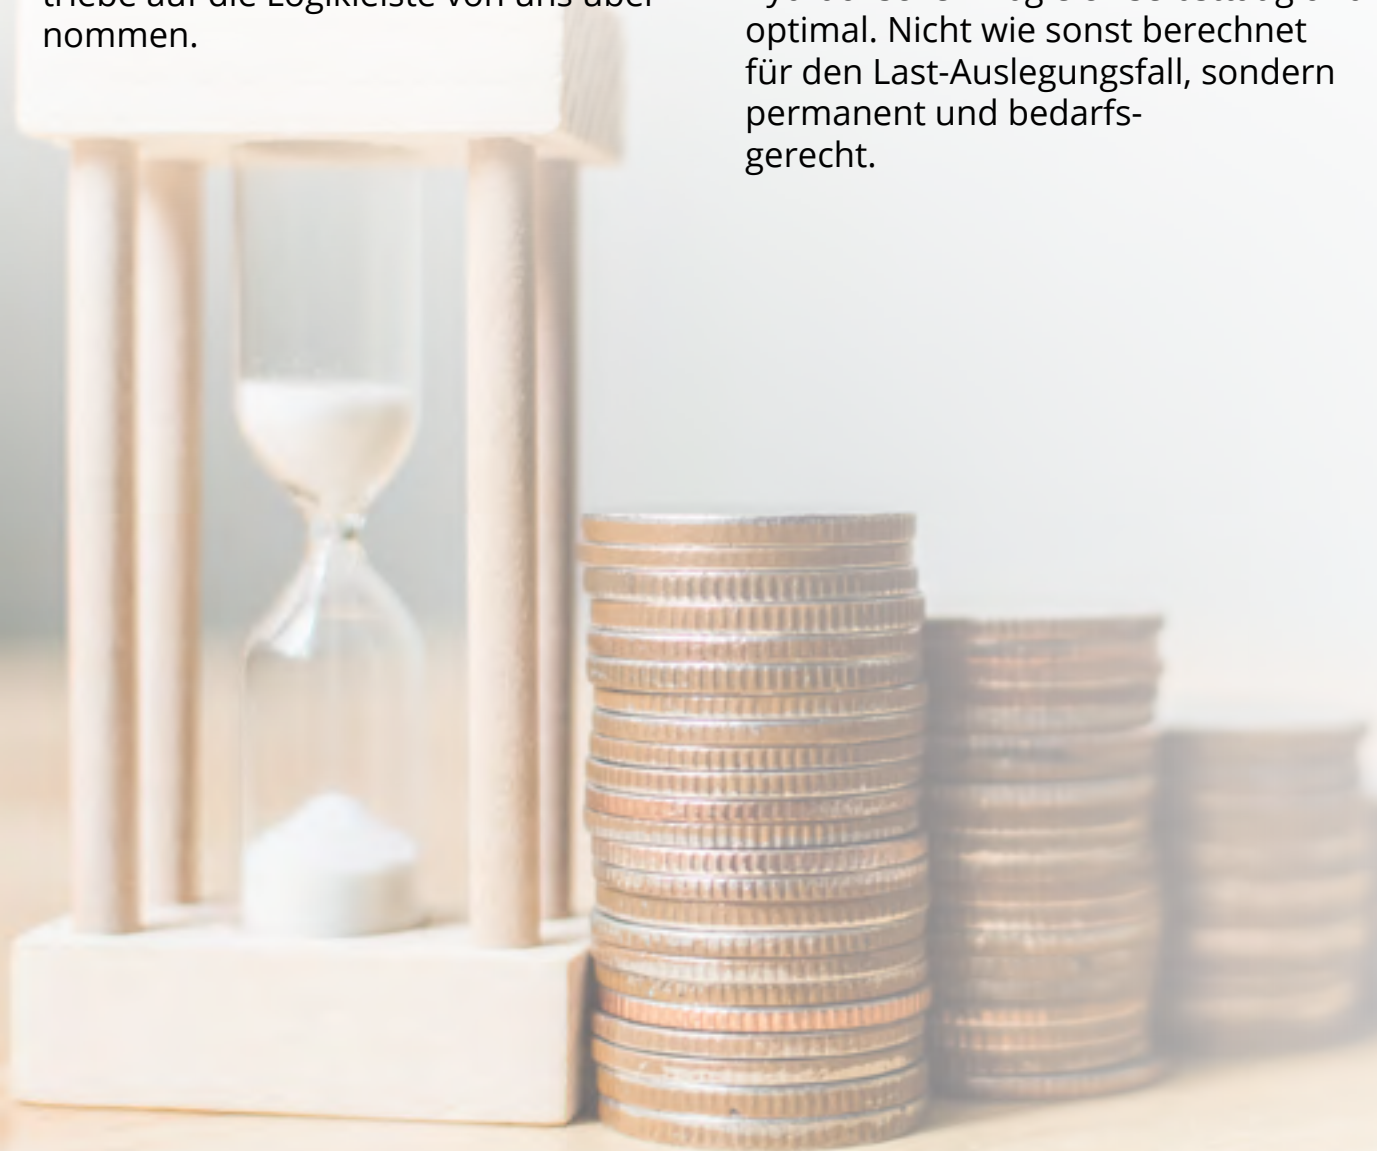 triebe auf die Logikleiste von uns über-
nommen.
optimal. Nicht wie sonst berechnet
für den Last-Auslegungsfall, sondern
permanent und bedarfs-
gerecht.